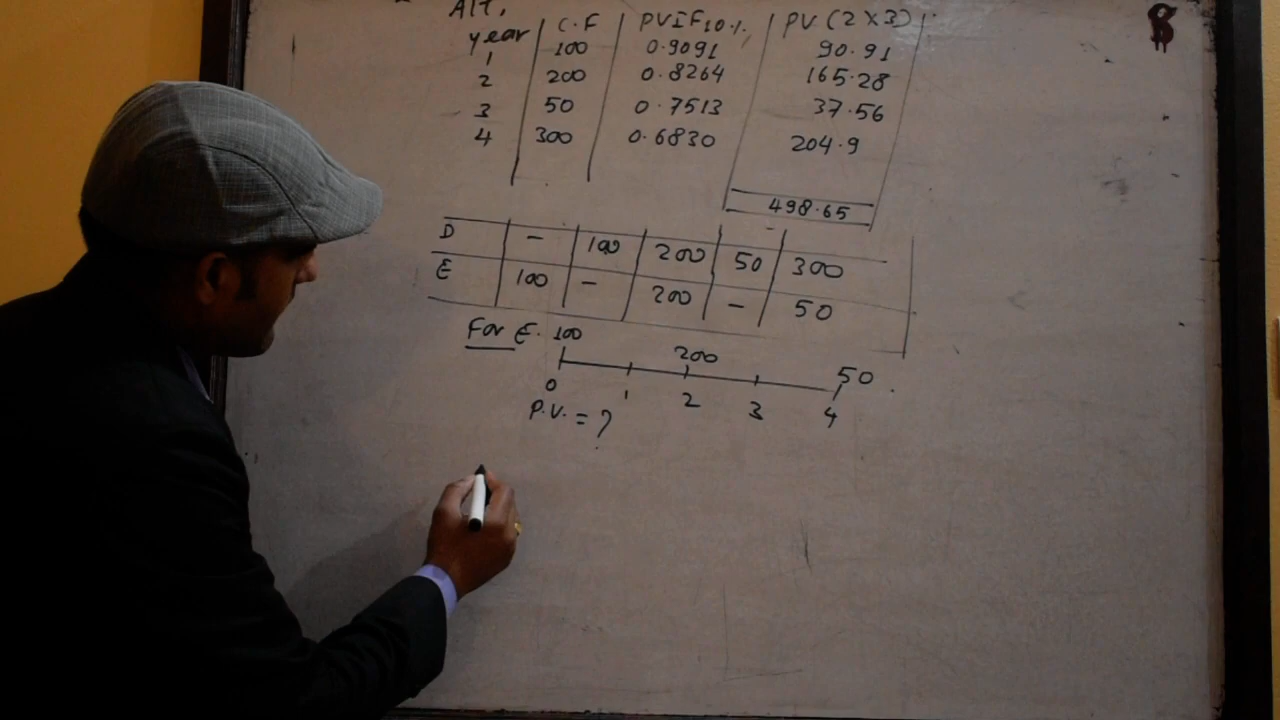 Alt.
year | C.F | PVIF10%. | PV (2 X 3)
1 | 100 | 0.9091 | 90.91
2 | 200 | 0.8264 | 165.28
3 | 50 | 0.7513 | 37.56
4 | 300 | 0.6830 | 204.9
498.65
D | - | 100 | 200 | 50 | 300
E | 100 | - | 200 | - | 50
For E. 100
200
50
0 1 2 3 4
P.V. = ?